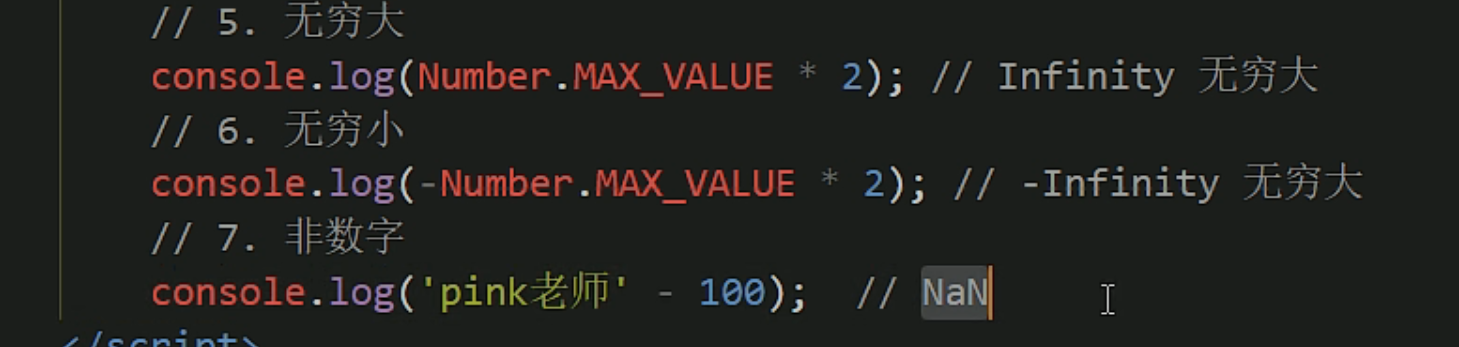 // 5. 无穷大
console.log(Number.MAX_VALUE * 2); // Infinity 无穷大
// 6. 无穷小
console.log(-Number.MAX_VALUE * 2); // -Infinity 无穷大
// 7. 非数字
console.log('pink老师' - 100);  // NaN
</script>